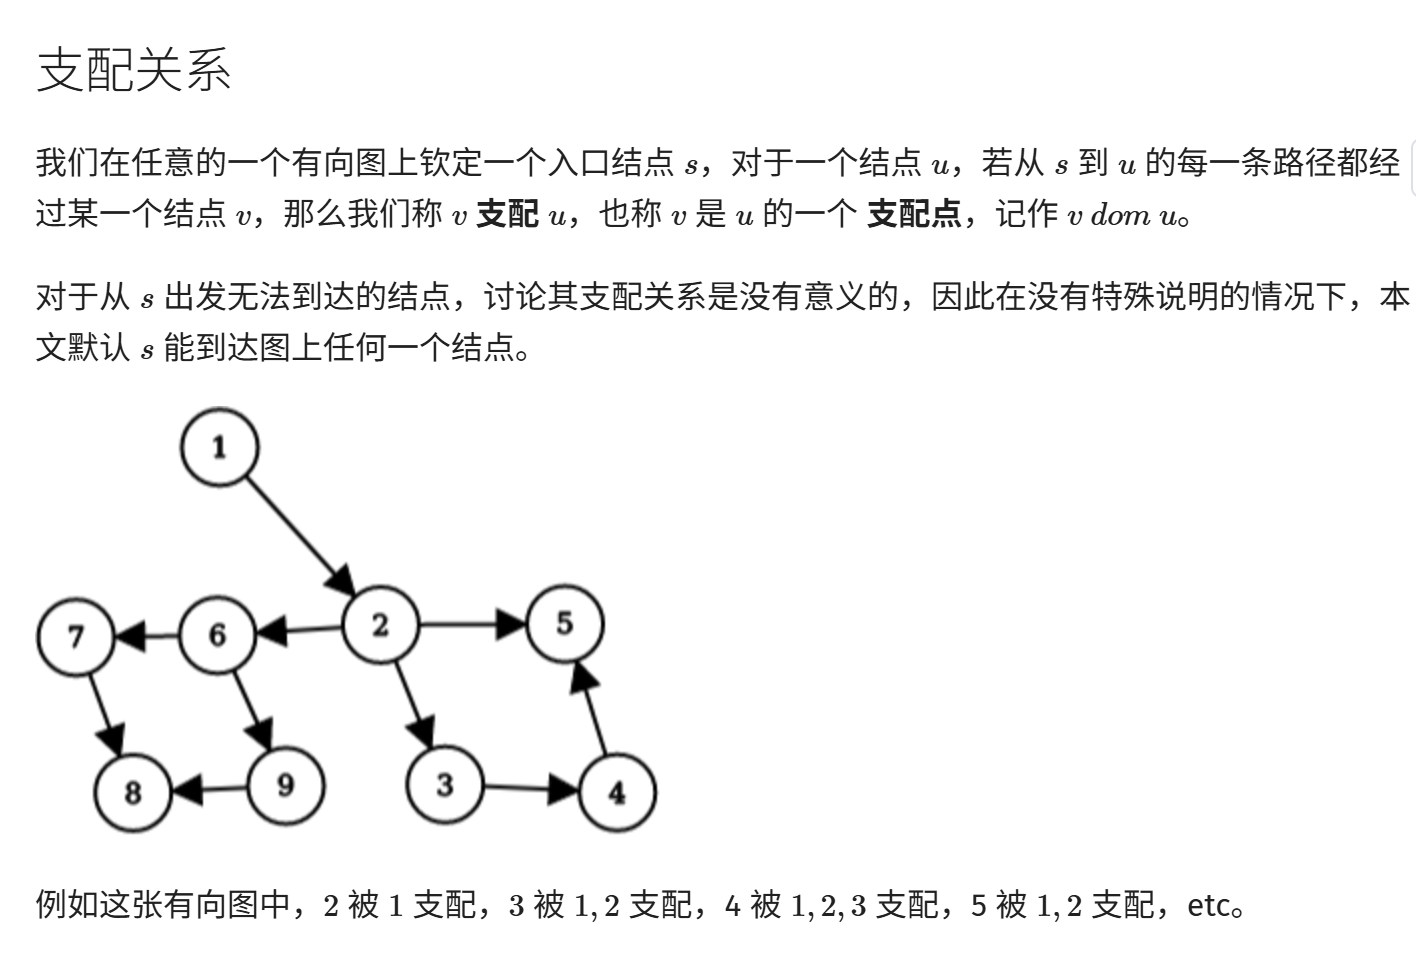 支配关系
我们在任意的一个有向图上钦定一个入口结点 s，对于一个结点 u，若从 s 到 u 的每一条路径都经
过某一个结点 v，那么我们称 v 支配 u，也称 v 是 u 的一个 支配点，记作 v dom u。
对于从 s 出发无法到达的结点，讨论其支配关系是没有意义的，因此在没有特殊说明的情况下，本
文默认 s 能到达图上任何一个结点。
1
7 6 2 5
8 9 3 4
例如这张有向图中，2 被 1 支配，3 被 1, 2 支配，4 被 1, 2, 3 支配，5 被 1, 2 支配，etc。